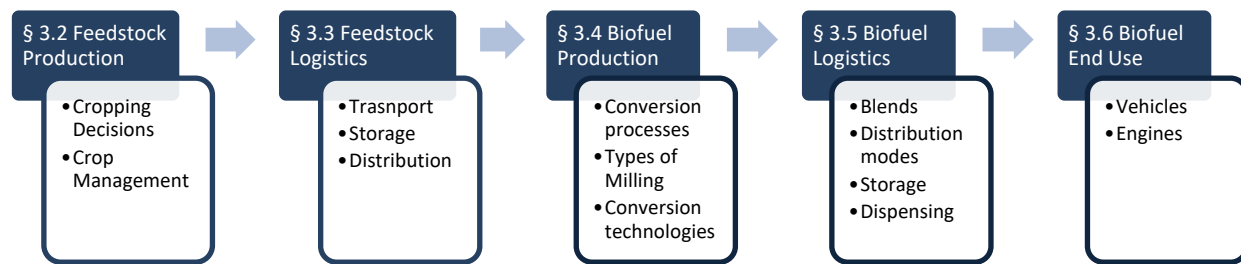 § 3.2 Feedstock
Production
• Cropping
Decisions
• Crop
Management
§ 3.3 Feedstock
Logistics
• Trasnport
• Storage
• Distribution
§ 3.4 Biofuel
Production
• Conversion
processes
• Types of
Milling
• Conversion
technologies
§ 3.5 Biofuel
Logistics
• Blends
• Distribution
modes
• Storage
• Dispensing
§ 3.6 Biofuel
End Use
• Vehicles
• Engines